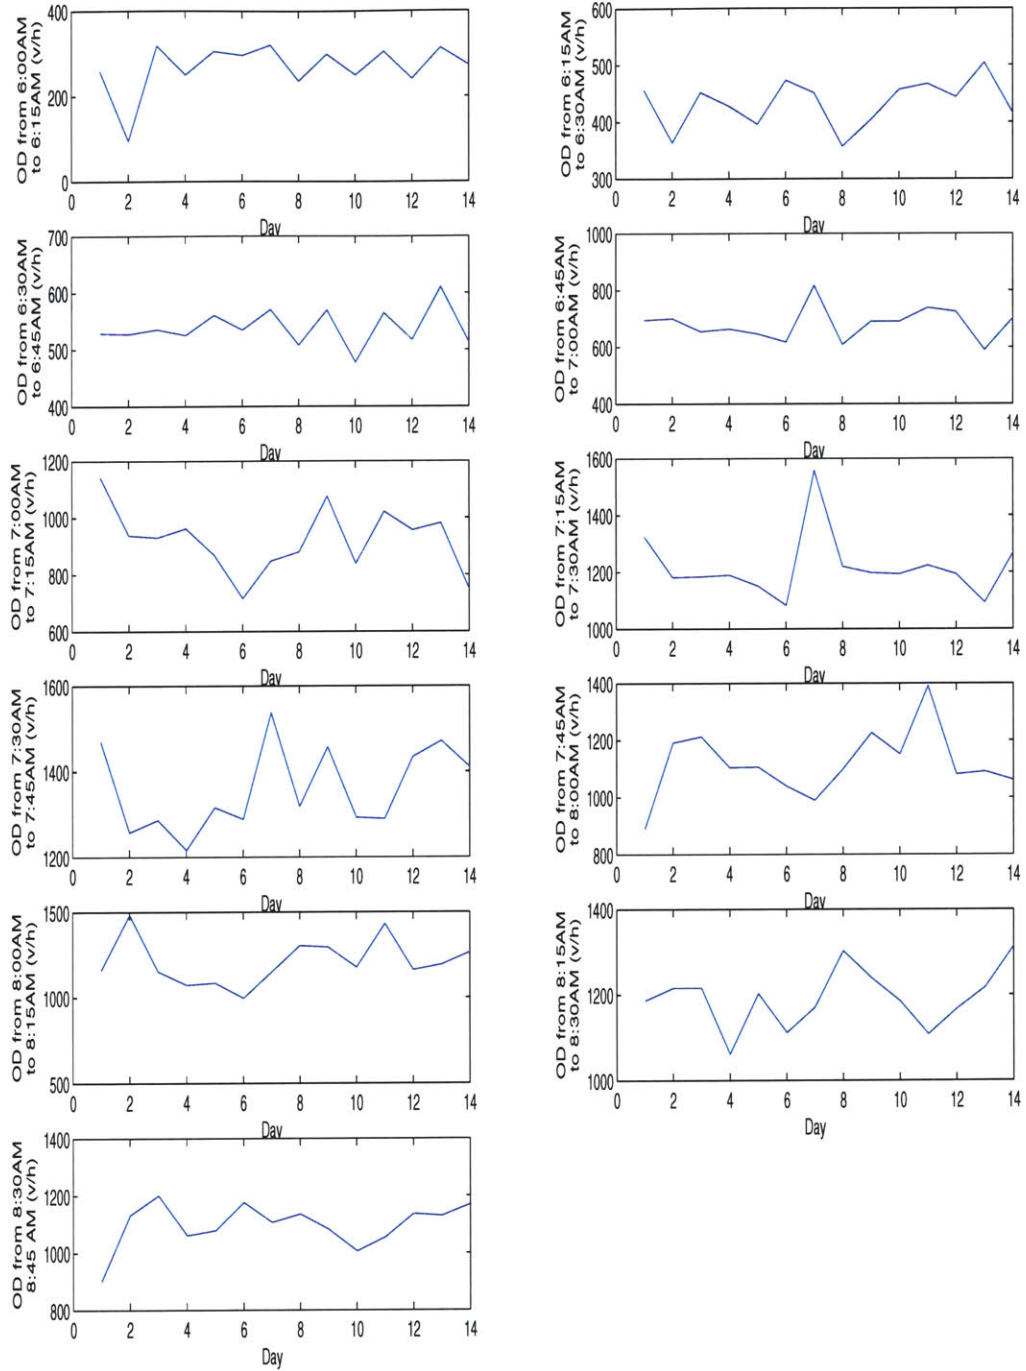 OD from 6:00AM
to 6:15AM (v/h)
400
200
0
0 2 4 6 8 10 12 14
Day
OD from 6:15AM
to 6:30AM (v/h)
600
500
400
300
0 2 4 6 8 10 12 14
Day
OD from 6:30AM
to 6:45AM (v/h)
700
600
500
400
0 2 4 6 8 10 12 14
Day
OD from 6:45AM
to 7:00AM (v/h)
1000
800
600
400
0 2 4 6 8 10 12 14
Day
OD from 7:00AM
to 7:15AM (v/h)
1200
1000
800
600
0 2 4 6 8 10 12 14
Day
OD from 7:15AM
to 7:30AM (v/h)
1600
1400
1200
1000
0 2 4 6 8 10 12 14
Day
OD from 7:30AM
to 7:45AM (v/h)
1600
1400
1200
0 2 4 6 8 10 12 14
Day
OD from 7:45AM
to 8:00AM (v/h)
1400
1200
1000
800
0 2 4 6 8 10 12 14
Day
OD from 8:00AM
to 8:15AM (v/h)
1500
1000
500
0 2 4 6 8 10 12 14
Day
OD from 8:15AM
to 8:30AM (v/h)
1400
1200
1000
0 2 4 6 8 10 12 14
Day
OD from 8:30AM
8:45 AM (v/h)
1400
1200
1000
800
0 2 4 6 8 10 12 14
Day